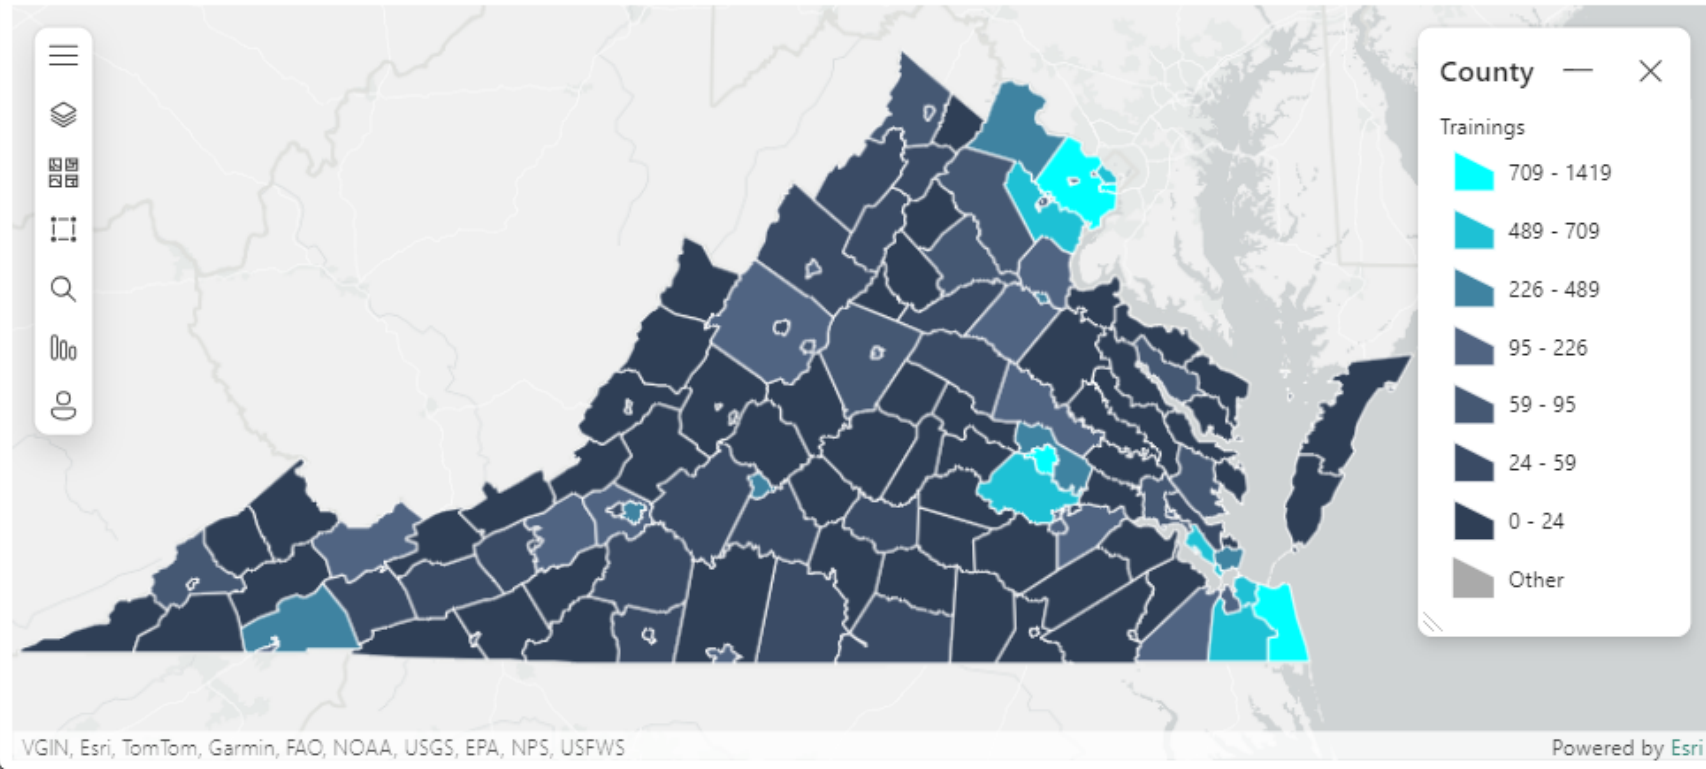 County
Trainings
709 - 1419
489 - 709
226 - 489
95 - 226
59 - 95
24 - 59
0 - 24
Other
VGIN, Esri, TomTom, Garmin, FAO, NOAA, USGS, EPA, NPS, USFWS
Powered by Esri